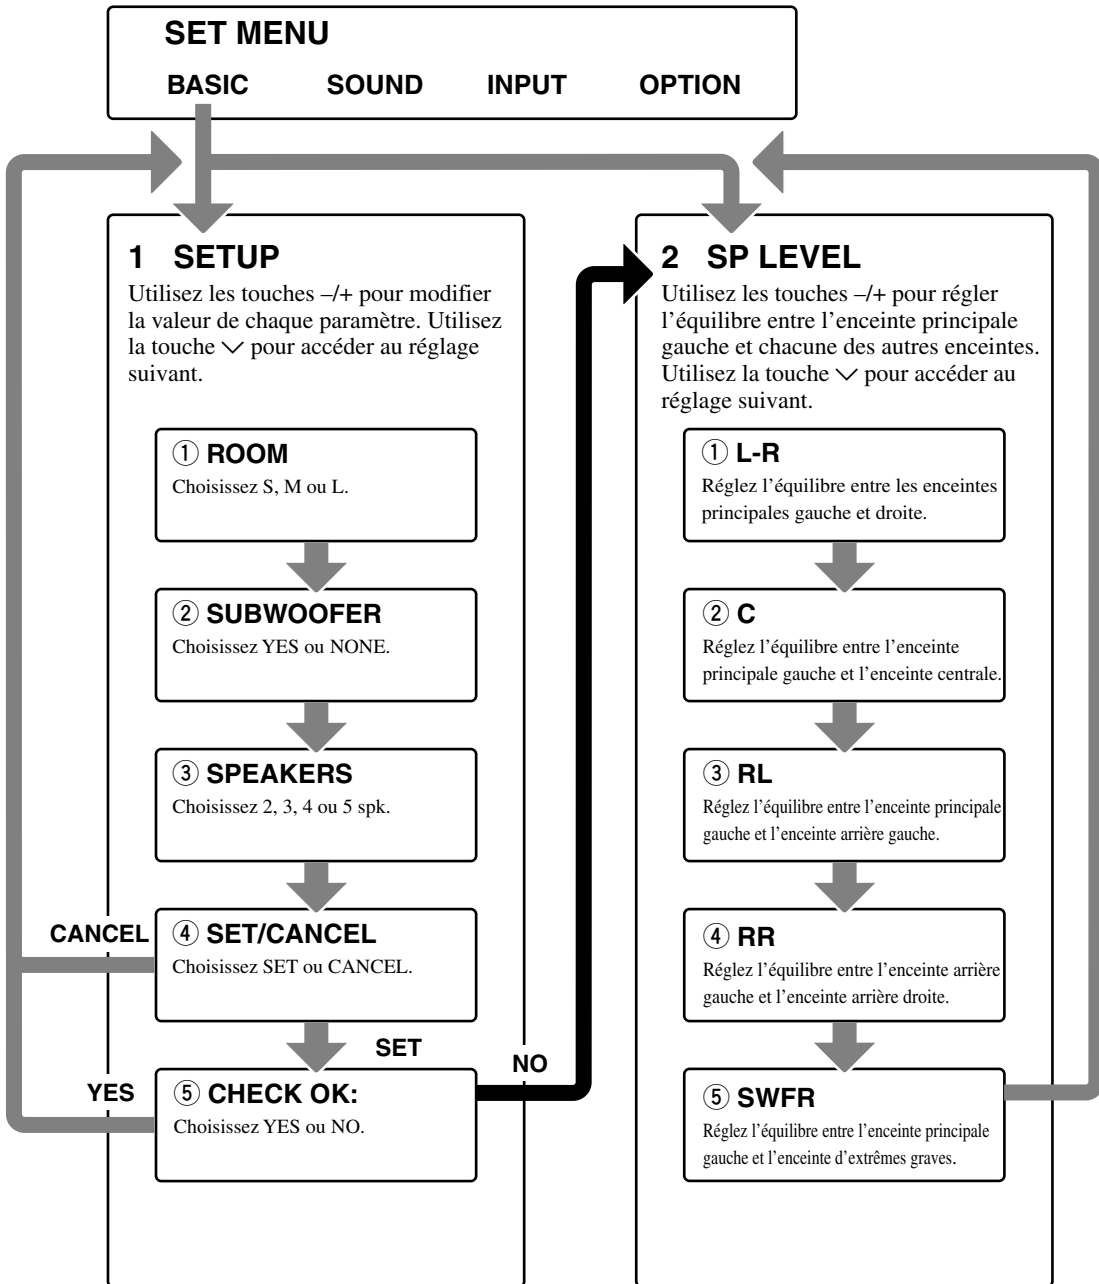 SET MENU
BASIC SOUND INPUT OPTION
1 SETUP
Utilisez les touches –/+ pour modifier
la valeur de chaque paramètre. Utilisez
la touche ∨ pour accéder au réglage
suivant.
① ROOM
Choisissez S, M ou L.
② SUBWOOFER
Choisissez YES ou NONE.
③ SPEAKERS
Choisissez 2, 3, 4 ou 5 spk.
CANCEL
④ SET/CANCEL
Choisissez SET ou CANCEL.
SET
NO
YES
⑤ CHECK OK:
Choisissez YES ou NO.
2 SP LEVEL
Utilisez les touches –/+ pour régler
l’équilibre entre l’enceinte principale
gauche et chacune des autres enceintes.
Utilisez la touche ∨ pour accéder au
réglage suivant.
① L-R
Réglez l’équilibre entre les enceintes
principales gauche et droite.
② C
Réglez l’équilibre entre l’enceinte
principale gauche et l’enceinte centrale.
③ RL
Réglez l’équilibre entre l’enceinte principale
gauche et l’enceinte arrière gauche.
④ RR
Réglez l’équilibre entre l’enceinte arrière
gauche et l’enceinte arrière droite.
⑤ SWFR
Réglez l’équilibre entre l’enceinte principale
gauche et l’enceinte d’extrêmes graves.